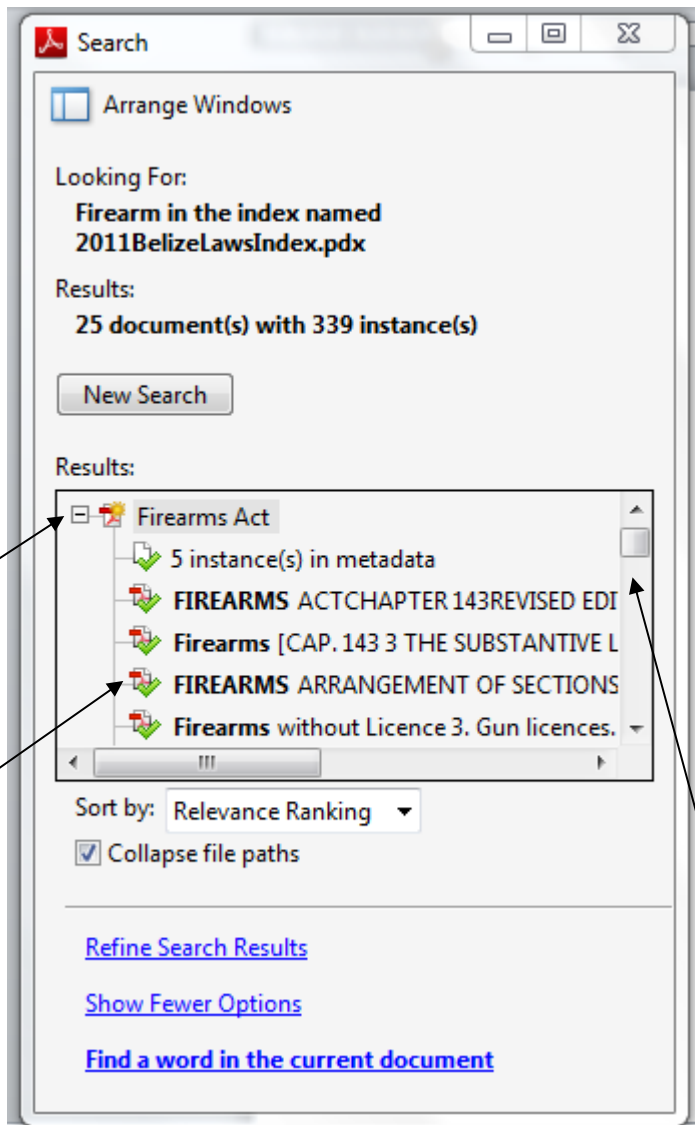 Search
Arrange Windows
Looking For:
Firearm in the index named
2011BelizeLawsIndex.pdx
Results:
25 document(s) with 339 instance(s)
New Search
Results:
Firearms Act
5 instance(s) in metadata
FIREARMS ACTCHAPTER 143REVISED EDI
Firearms [CAP. 143 3 THE SUBSTANTIVE L
FIREARMS ARRANGEMENT OF SECTIONS
Firearms without Licence 3. Gun licences.
Sort by: Relevance Ranking
Collapse file paths
Refine Search Results
Show Fewer Options
Find a word in the current document